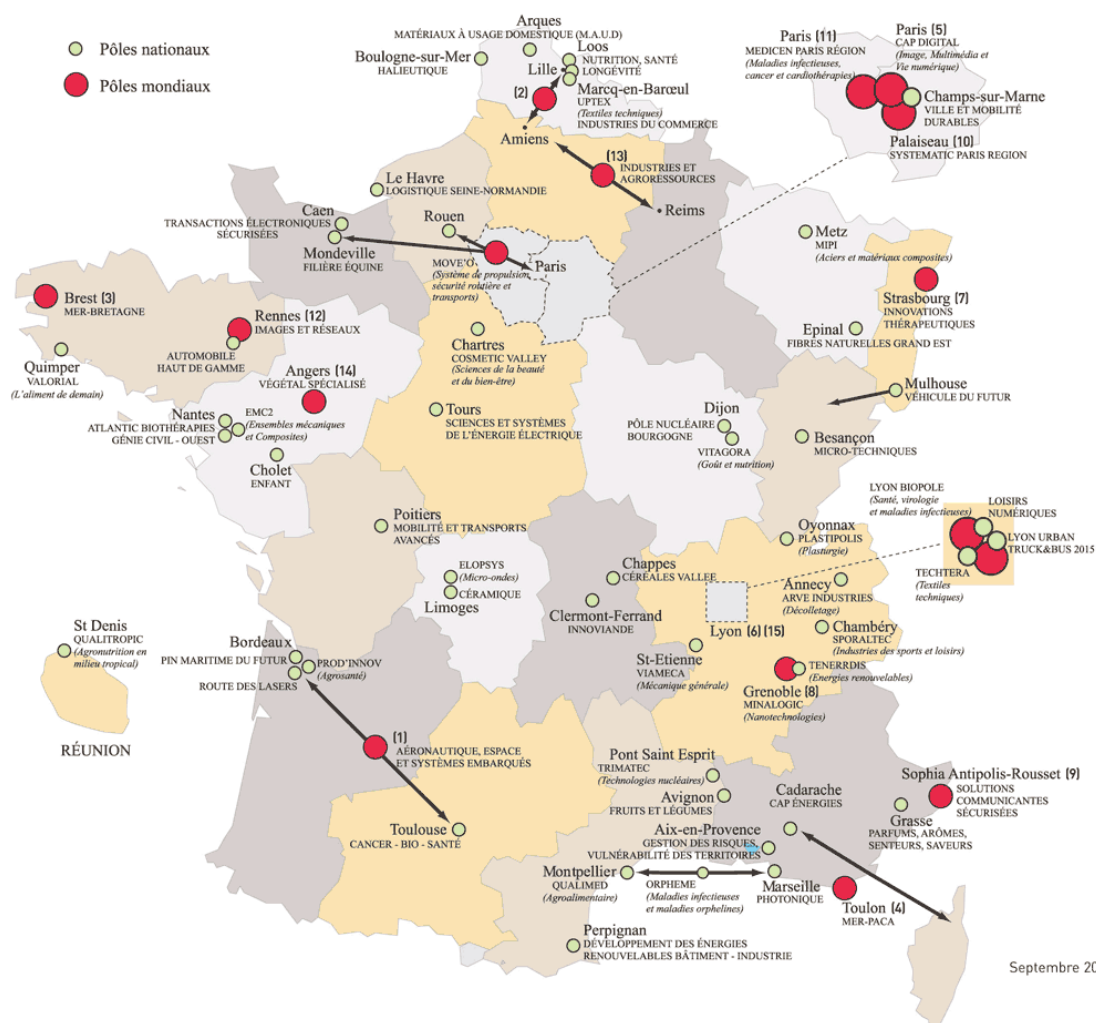 Pôles nationaux
Pôles mondiaux
Arques
MATÉRIAUX À USAGE DOMESTIQUE (M.A.U.D)
Boulogne-sur-Mer
HALIEUTIQUE
Loos
NUTRITION, SANTÉ
LONGÉVITÉ
Lille
Marcq-en-Barœul
UPTEX
(Textiles techniques)
INDUSTRIES DU COMMERCE
(2)
Amiens
(13)
INDUSTRIES ET
AGRORESSOURCES
Reims
Paris (11)
MEDICEN PARIS RÉGION
(Maladies infectieuses,
cancer et cardiothérapies)
Paris (5)
CAP DIGITAL
(Image, Multimédia et
Vie numérique)
Champs-sur-Marne
VILLE ET MOBILITÉ
DURABLES
Palaiseau (10)
SYSTEMATIC PARIS REGION
Le Havre
LOGISTIQUE SEINE-NORMANDIE
Caen
TRANSACTIONS ÉLECTRONIQUES
SÉCURISÉES
Mondeville
FILIÈRE ÉQUINE
Rouen
MOVE'O
(Système de propulsion,
sécurité routière et
transports)
Paris
Metz
MIPI
(Aciers et matériaux composites)
Strasbourg (7)
INNOVATIONS
THÉRAPEUTIQUES
Epinal
FIBRES NATURELLES GRAND EST
Brest (3)
MER-BRETAGNE
Rennes (12)
IMAGES ET RÉSEAUX
AUTOMOBILE
HAUT DE GAMME
Quimper
VALORIAL
(L'aliment de demain)
Chartres
COSMETIC VALLEY
(Sciences de la beauté
et du bien-être)
Angers (14)
VÉGÉTAL SPÉCIALISÉ
Mulhouse
VÉHICULE DU FUTUR
Nantes
ATLANTIC BIOTHÉRAPIES
GÉNIE CIVIL - OUEST
EMC2
(Ensembles mécaniques
et Composites)
Cholet
ENFANT
Tours
SCIENCES ET SYSTÈMES
DE L'ÉNERGIE ÉLECTRIQUE
Dijon
PÔLE NUCLÉAIRE
BOURGOGNE
VITAGORA
(Goût et nutrition)
Besançon
MICRO-TECHNIQUES
LYON BIOPOLE
(Santé, virologie
et maladies infectieuses)
LOISIRS
NUMÉRIQUES
LYON URBAN
TRUCK&BUS 2015
TECHTERA
(Textiles
techniques)
Poitiers
MOBILITÉ ET TRANSPORTS
AVANCÉS
Oyonnax
PLASTIPOLIS
(Plasturgie)
ELOPSYS
(Micro-ondes)
CÉRAMIQUE
Limoges
Chappes
CÉRÉALES VALLEE
Clermont-Ferrand
INNOVIANDE
Annecy
ARVE INDUSTRIES
(Décolletage)
Lyon (6) (15)
Chambéry
SPORALTEC
(Industries des sports et loisirs)
St-Etienne
VIAMECA
(Mécanique générale)
TENERRDIS
(Energies renouvelables)
Grenoble (8)
MINALOGIC
(Nanotechnologies)
St Denis
QUALITROPIC
(Agronutrition en
milieu tropical)
RÉUNION
Bordeaux
PIN MARITIME DU FUTUR
PROD'INNOV
(Agrosanté)
ROUTE DES LASERS
(1)
AÉRONAUTIQUE, ESPACE
ET SYSTÈMES EMBARQUÉS
Toulouse
CANCER - BIO - SANTÉ
Pont Saint Esprit
TRIMATEC
(Technologies nucléaires)
Avignon
FRUITS ET LÉGUMES
Cadarache
CAP ÉNERGIES
Sophia Antipolis-Rousset (9)
SOLUTIONS
COMMUNICANTES
SÉCURISÉES
Grasse
PARFUMS, ARÔMES,
SENTEURS, SAVEURS
Aix-en-Provence
GESTION DES RISQUES,
VULNÉRABILITÉ DES TERRITOIRES
Montpellier
QUALIMED
(Agroalimentaire)
ORPHEME
(Maladies infectieuses
et maladies orphelines)
Marseille
PHOTONIQUE
Toulon (4)
MER-PACA
Perpignan
DÉVELOPPEMENT DES ÉNERGIES
RENOUVELABLES BÂTIMENT - INDUSTRIE
Septembre 20